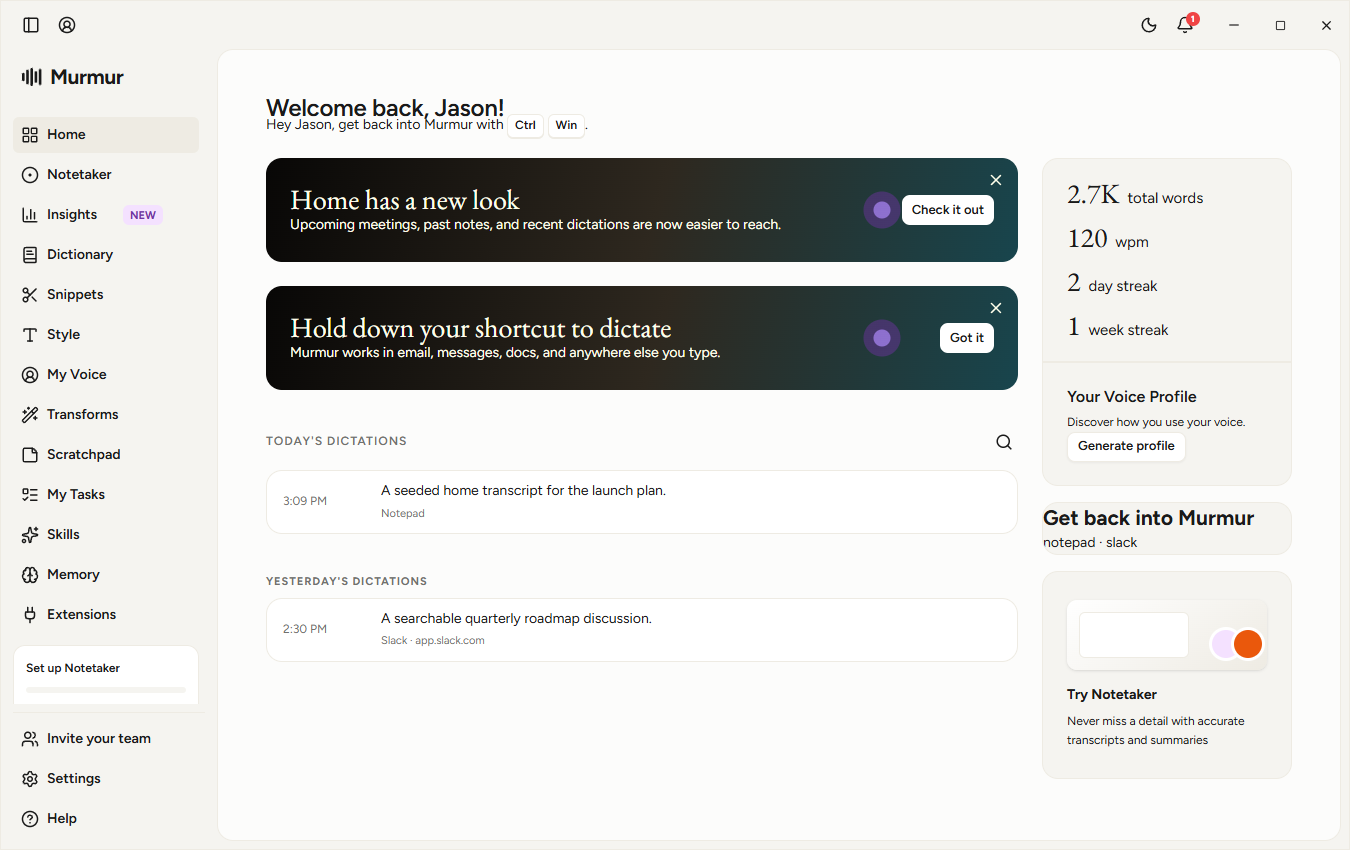 1
Murmur
Home
Notetaker
Insights NEW
Dictionary
Snippets
Style
My Voice
Transforms
Scratchpad
My Tasks
Skills
Memory
Extensions
Set up Notetaker
Invite your team
Settings
Help
Welcome back, Jason!
Hey Jason, get back into Murmur with Ctrl Win .
Home has a new look
Upcoming meetings, past notes, and recent dictations are now easier to reach.
Check it out
Hold down your shortcut to dictate
Murmur works in email, messages, docs, and anywhere else you type.
Got it
TODAY'S DICTATIONS
3:09 PM
A seeded home transcript for the launch plan.
Notepad
YESTERDAY'S DICTATIONS
2:30 PM
A searchable quarterly roadmap discussion.
Slack · app.slack.com
2.7K total words
120 wpm
2 day streak
1 week streak
Your Voice Profile
Discover how you use your voice.
Generate profile
Get back into Murmur
notepad · slack
Try Notetaker
Never miss a detail with accurate
transcripts and summaries